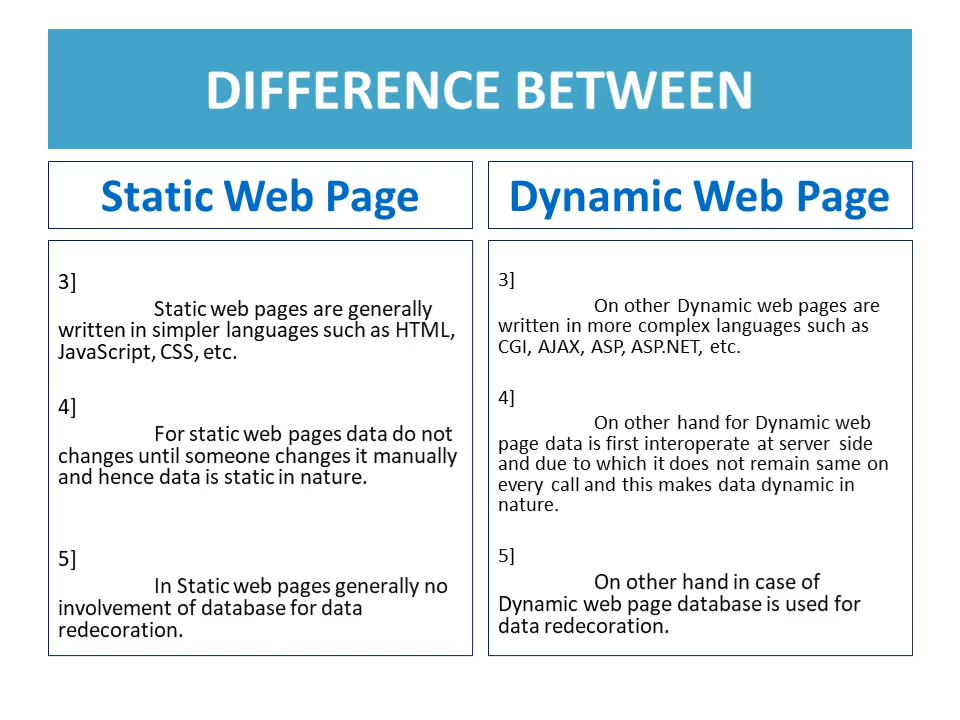 DIFFERENCE BETWEEN
Static Web Page
3]
Static web pages are generally
written in simpler languages such as HTML,
JavaScript, CSS, etc.
4]
For static web pages data do not
changes until someone changes it manually
and hence data is static in nature.
5]
In Static web pages generally no
involvement of database for data
redecoration.
Dynamic Web Page
3]
On other Dynamic web pages are
written in more complex languages such as
CGI, AJAX, ASP, ASP.NET, etc.
4]
On other hand for Dynamic web
page data is first interoperate at server side
and due to which it does not remain same on
every call and this makes data dynamic in
nature.
5]
On other hand in case of
Dynamic web page database is used for
data redecoration.